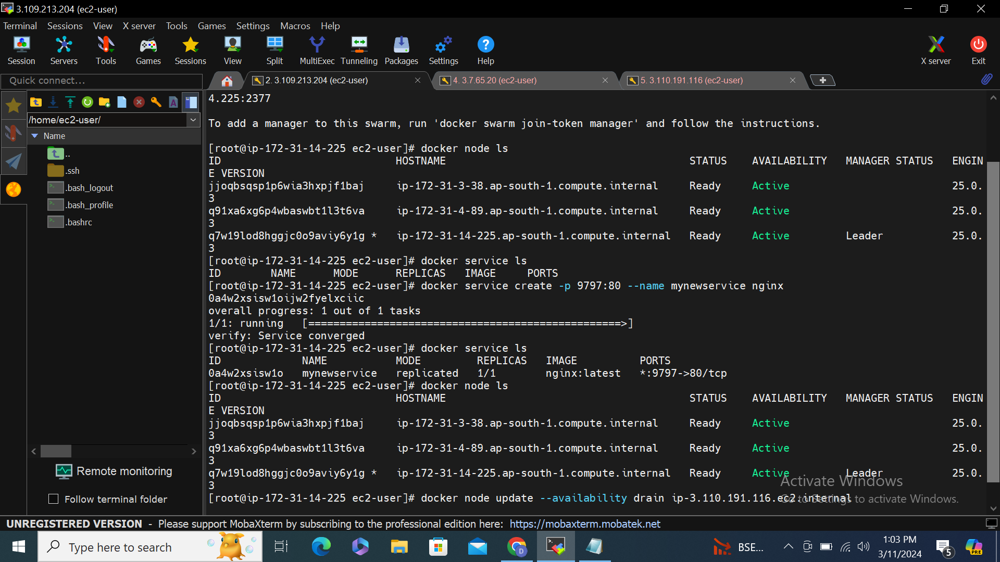 3.109.213.204 (ec2-user)
Terminal Sessions View X server Tools Games Settings Macros Help
Session Servers Tools Games Sessions View Split MultiExec Tunneling Packages Settings Help X server Exit
Quick connect...
2. 3.109.213.204 (ec2-user)
4. 3.7.65.20 (ec2-user)
5. 3.110.191.116 (ec2-user)
/home/ec2-user/
Name
..
.ssh
.bash_logout
.bash_profile
.bashrc
Remote monitoring
Follow terminal folder
4.225:2377
To add a manager to this swarm, run 'docker swarm join-token manager' and follow the instructions.
[root@ip-172-31-14-225 ec2-user]# docker node ls
ID HOSTNAME STATUS AVAILABILITY MANAGER STATUS ENGIN
E VERSION
jjoqbsqsp1p6wia3hxpjf1baj ip-172-31-3-38.ap-south-1.compute.internal Ready Active 25.0.
3
q91xa6xg6p4wbaswbt1l3t6va ip-172-31-4-89.ap-south-1.compute.internal Ready Active 25.0.
3
q7w19lod8hggjc0o9aviy6y1g * ip-172-31-14-225.ap-south-1.compute.internal Ready Active Leader 25.0.
3
[root@ip-172-31-14-225 ec2-user]# docker service ls
ID NAME MODE REPLICAS IMAGE PORTS
[root@ip-172-31-14-225 ec2-user]# docker service create -p 9797:80 --name mynewservice nginx
0a4w2xsisw1oijw2fyelxciic
overall progress: 1 out of 1 tasks
1/1: running [==================================================>]
verify: Service converged
[root@ip-172-31-14-225 ec2-user]# docker service ls
ID NAME MODE REPLICAS IMAGE PORTS
0a4w2xsisw1o mynewservice replicated 1/1 nginx:latest *:9797->80/tcp
[root@ip-172-31-14-225 ec2-user]# docker node ls
ID HOSTNAME STATUS AVAILABILITY MANAGER STATUS ENGIN
E VERSION
jjoqbsqsp1p6wia3hxpjf1baj ip-172-31-3-38.ap-south-1.compute.internal Ready Active 25.0.
3
q91xa6xg6p4wbaswbt1l3t6va ip-172-31-4-89.ap-south-1.compute.internal Ready Active 25.0.
3
q7w19lod8hggjc0o9aviy6y1g * ip-172-31-14-225.ap-south-1.compute.internal Ready Active Leader 25.0.
3
[root@ip-172-31-14-225 ec2-user]# docker node update --availability drain ip-3.110.191.116.ec2.internal
Activate Windows
Go to Settings to activate Windows.
UNREGISTERED VERSION - Please support MobaXterm by subscribing to the professional edition here: https://mobaxterm.mobatek.net
Type here to search
BSE...
1:03 PM
3/11/2024
5
PRE
D